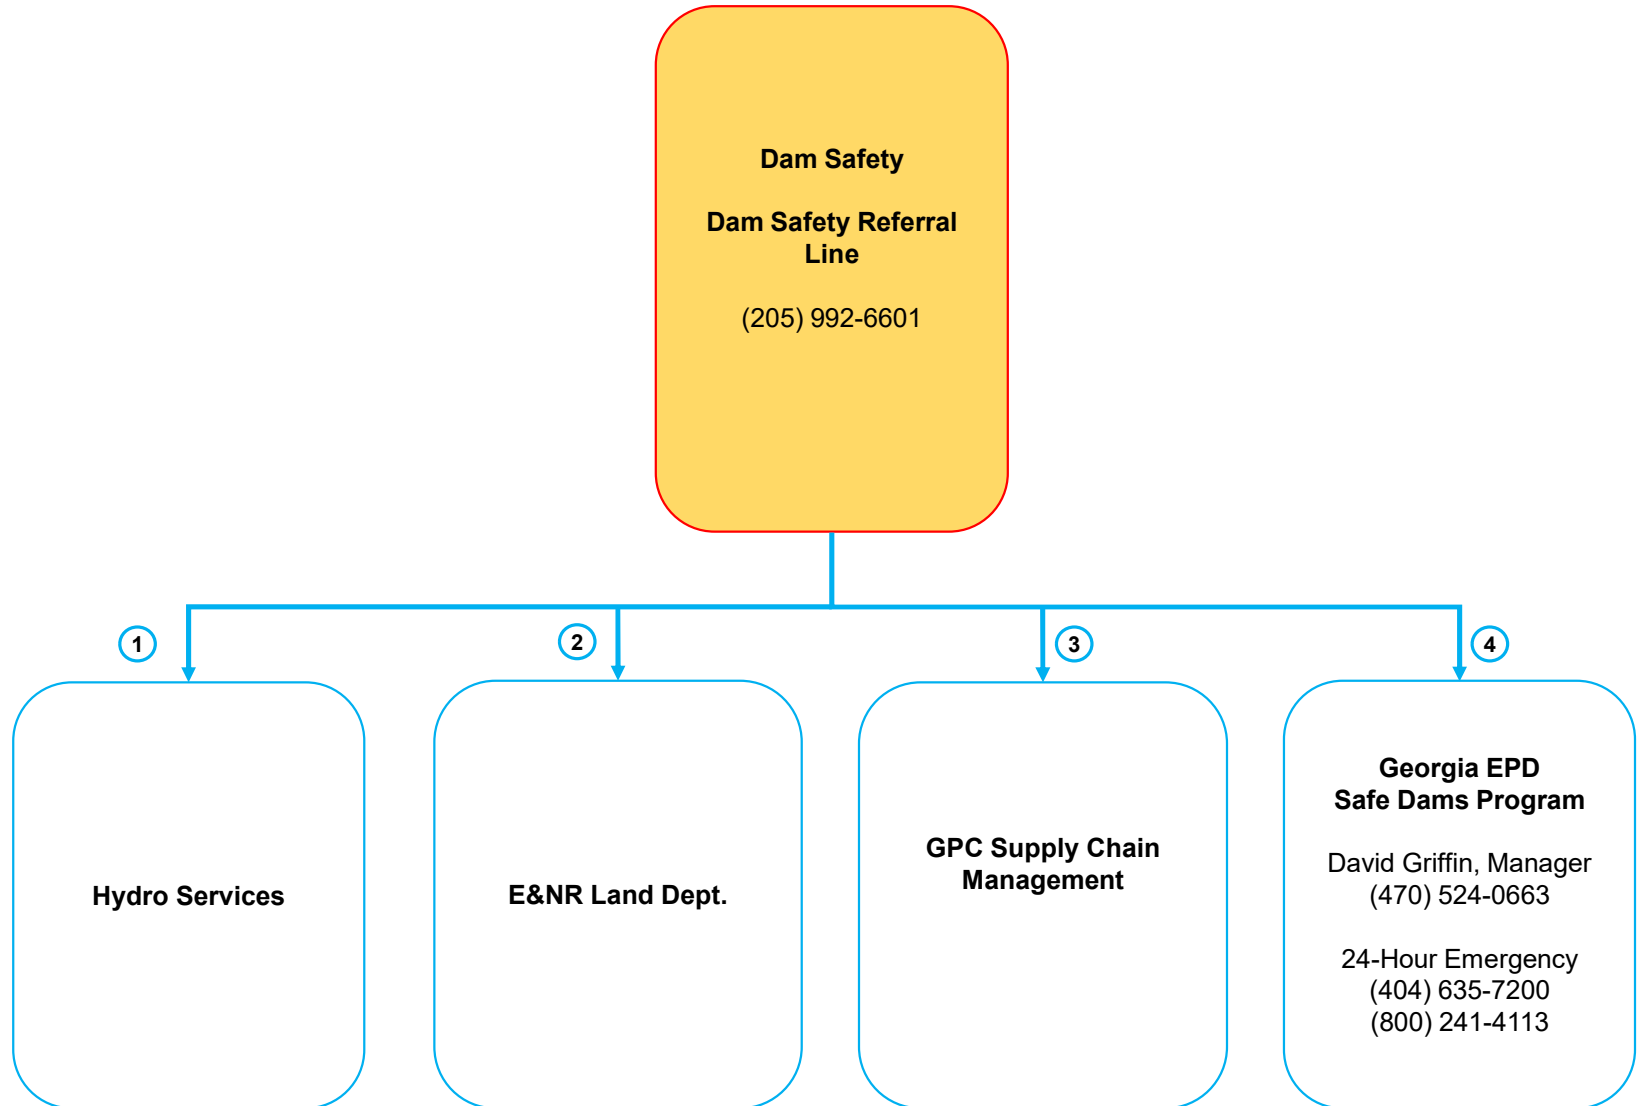 Dam Safety
Dam Safety Referral
Line
(205) 992-6601
1
2
3
4
Hydro Services
E&NR Land Dept.
GPC Supply Chain
Management
Georgia EPD
Safe Dams Program
David Griffin, Manager
(470) 524-0663
24-Hour Emergency
(404) 635-7200
(800) 241-4113